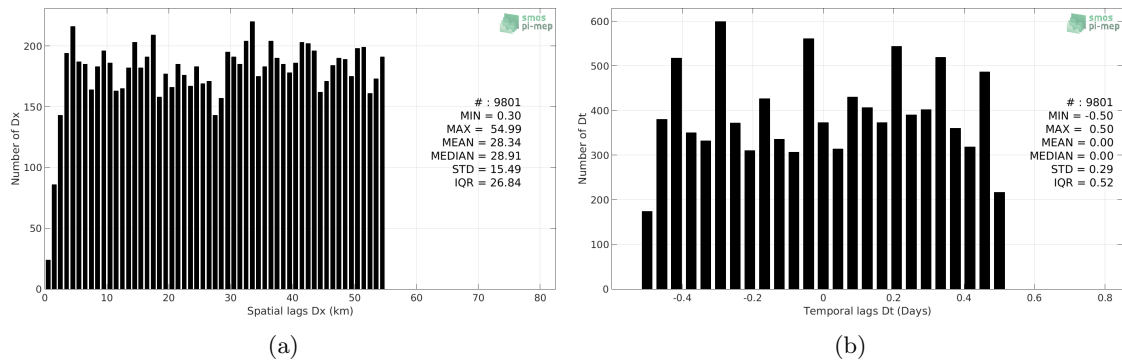 smos
pi-mep
200
150
100
50
0
Number of Dx
# : 9801
MIN = 0.30
MAX = 54.99
MEAN = 28.34
MEDIAN = 28.91
STD = 15.49
IQR = 26.84
0 10 20 30 40 50 60 70 80
Spatial lags Dx (km)
(a)
smos
pi-mep
600
500
400
300
200
100
0
Number of Dt
# : 9801
MIN = -0.50
MAX = 0.50
MEAN = 0.00
MEDIAN = 0.00
STD = 0.29
IQR = 0.52
-0.4 -0.2 0 0.2 0.4 0.6 0.8
Temporal lags Dt (Days)
(b)